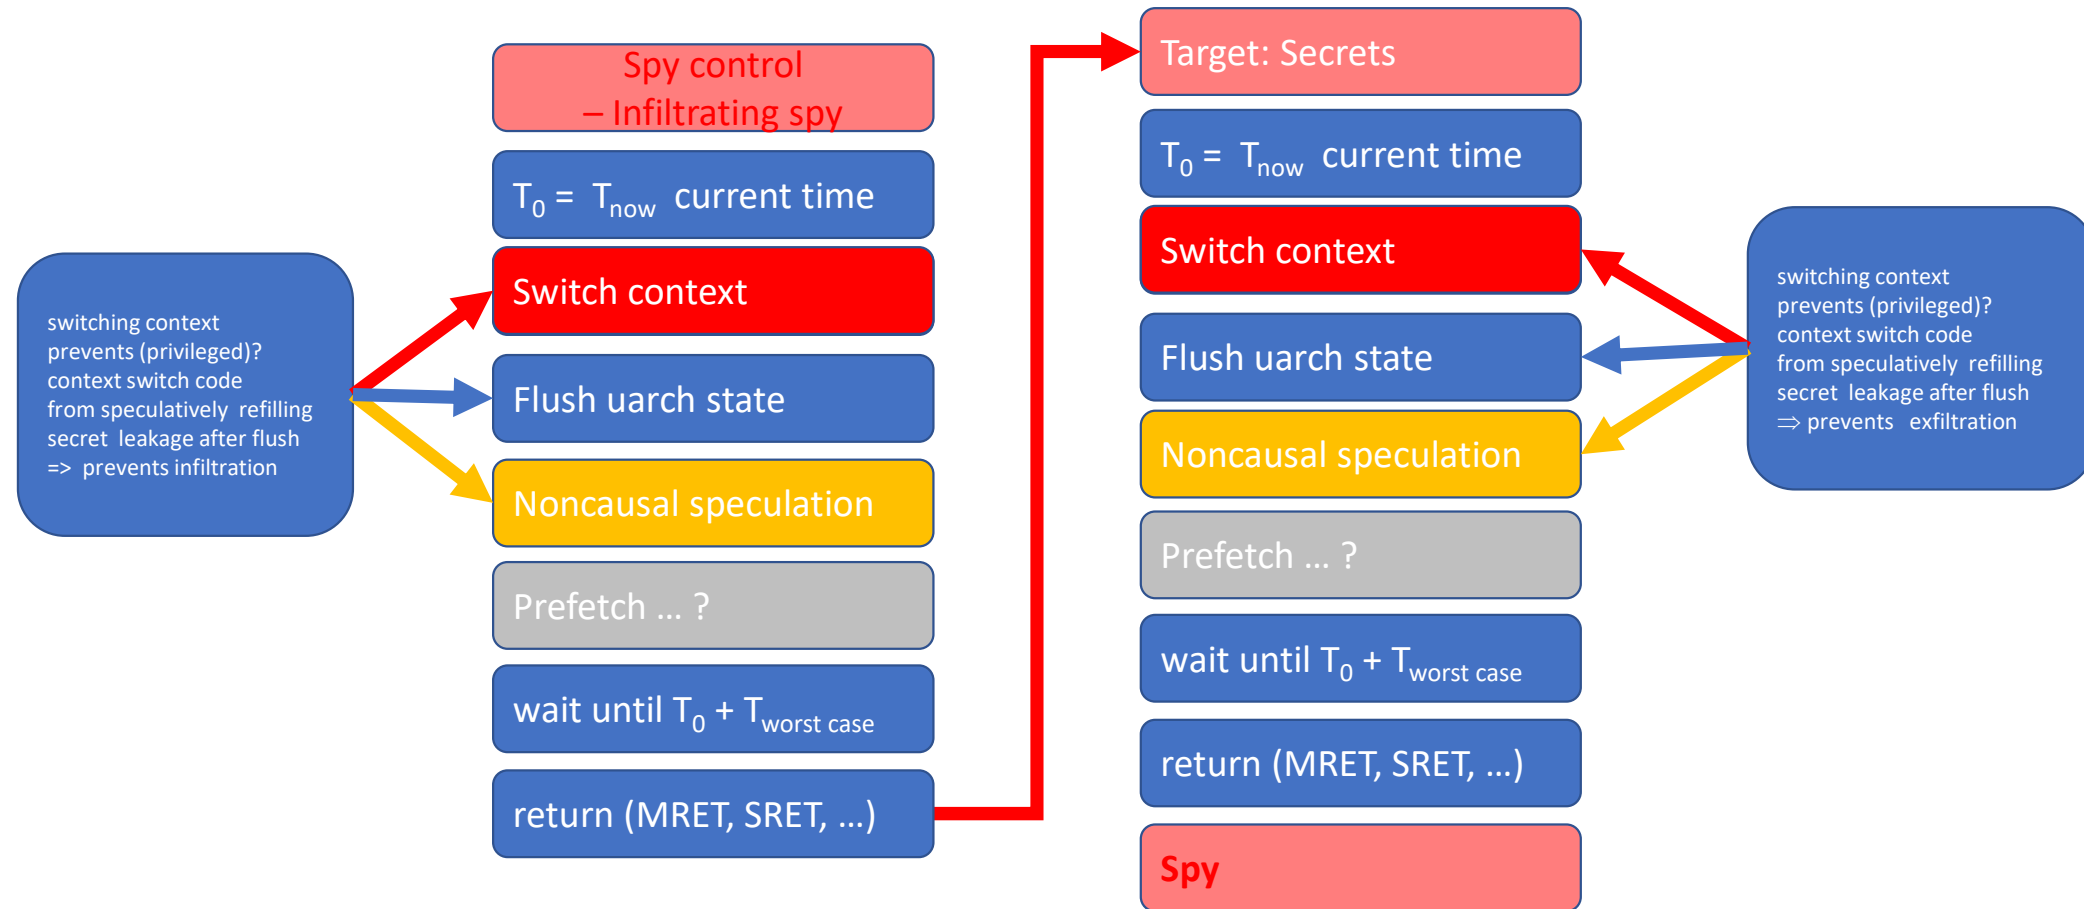 switching context
prevents (privileged)?
context switch code
from speculatively refilling
secret leakage after flush
=> prevents infiltration
Spy control
– Infiltrating spy
T₀ = Tₙₒw current time
Switch context
Flush uarch state
Noncausal speculation
Prefetch ... ?
wait until T₀ + Tworst case
return (MRET, SRET, ...)
Target: Secrets
T₀ = Tₙₒw current time
Switch context
Flush uarch state
Noncausal speculation
Prefetch ... ?
wait until T₀ + Tworst case
return (MRET, SRET, ...)
Spy
switching context
prevents (privileged)?
context switch code
from speculatively refilling
secret leakage after flush
⇒ prevents exfiltration